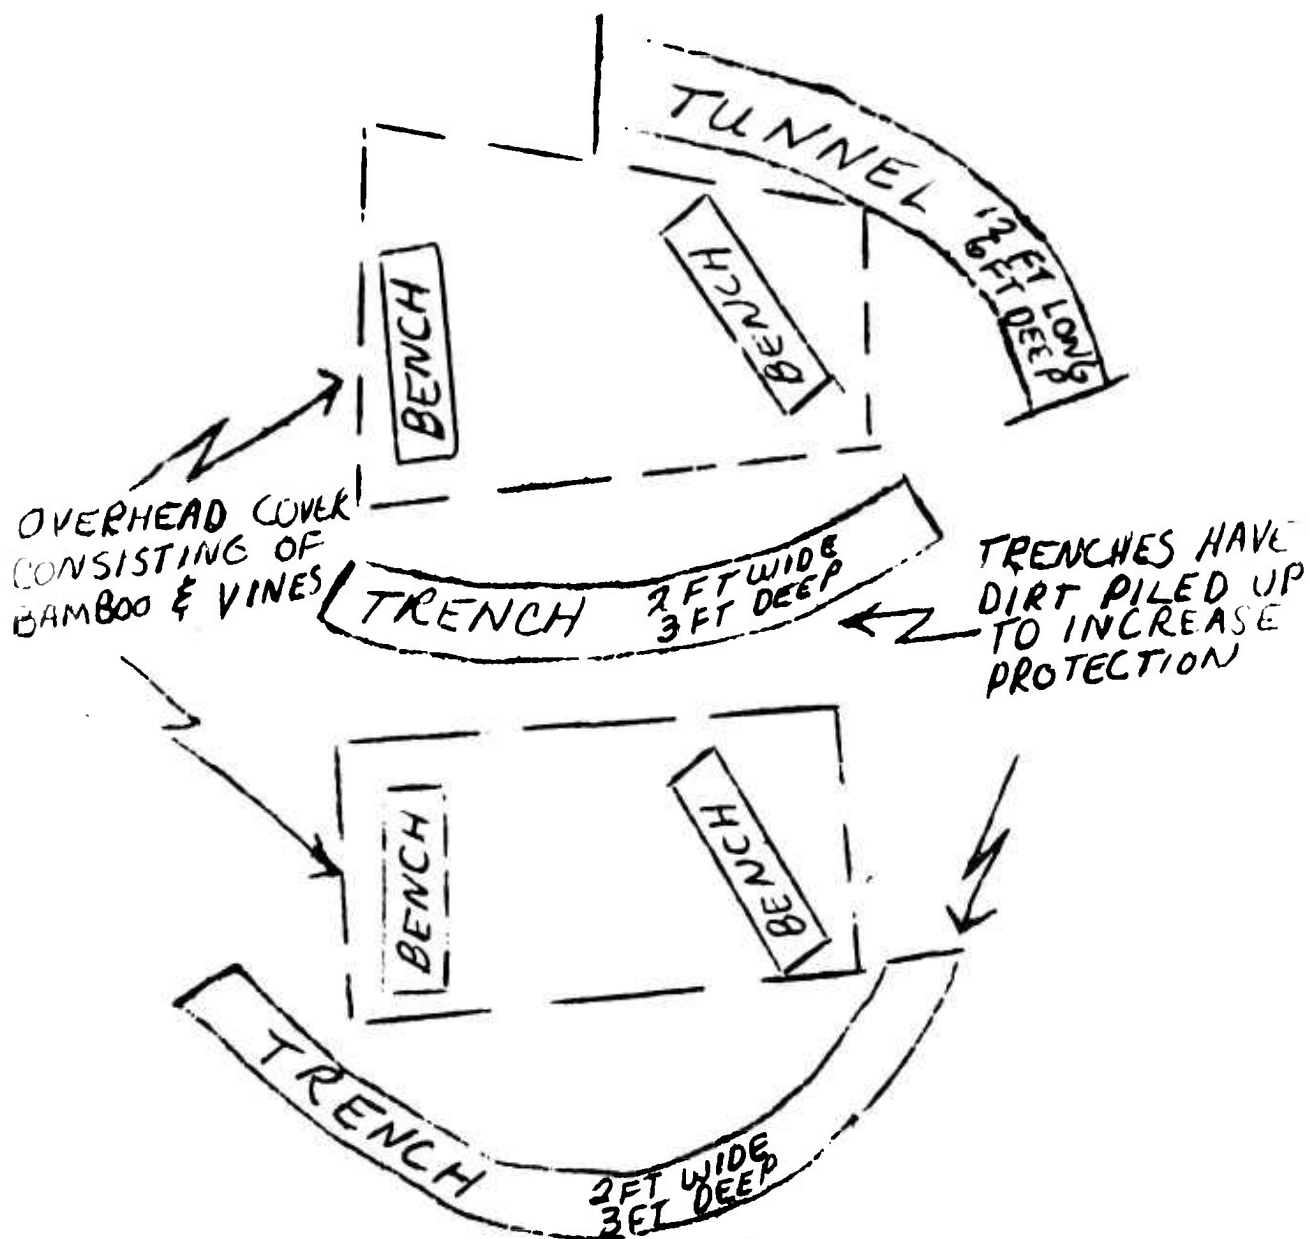 TUNNEL
12 FT LONG
6 FT DEEP
BENCH
BENCH
OVERHEAD COVER
CONSISTING OF
BAMBOO & VINES
TRENCH
2 FT WIDE
3 FT DEEP
TRENCHES HAVE
DIRT PILED UP
TO INCREASE
PROTECTION
BENCH
BENCH
TRENCH
2 FT WIDE
3 FT DEEP